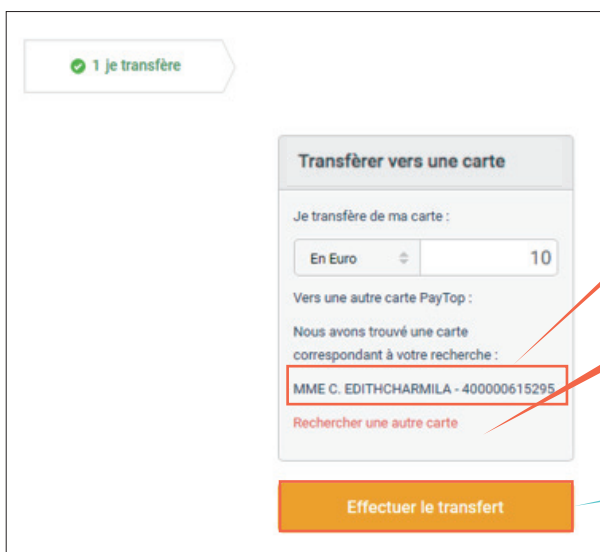 1 je transfère
Transfèrer vers une carte
Je transfère de ma carte :
En Euro 10
Vers une autre carte PayTop :
Nous avons trouvé une carte
correspondant à votre recherche :
MME C. EDITHCHARMILA - 400000615295
Rechercher une autre carte
Effectuer le transfert